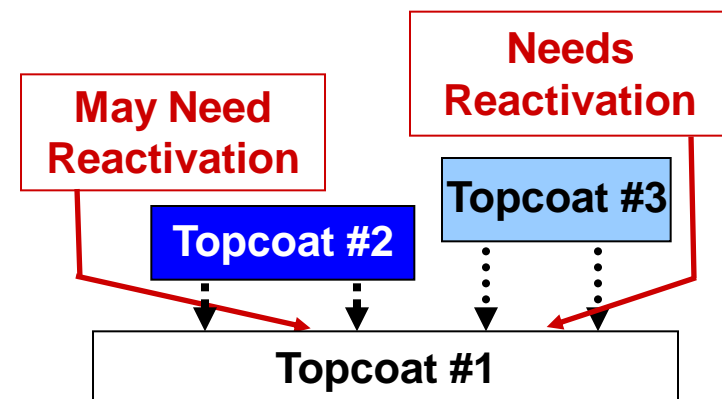 Needs
Reactivation
May Need
Reactivation
Topcoat #3
Topcoat #2
Topcoat #1